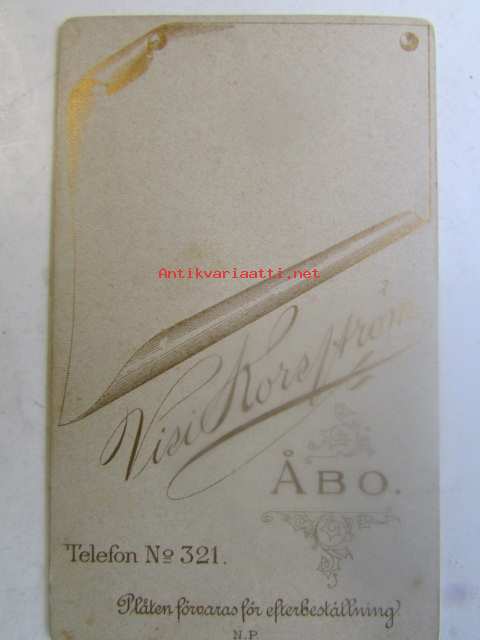 Antikvariaatti.net
Visi Korsström
ÅBO.
Telefon Nº 321.
Plåten förvaras för efterbeställning.
N.P.